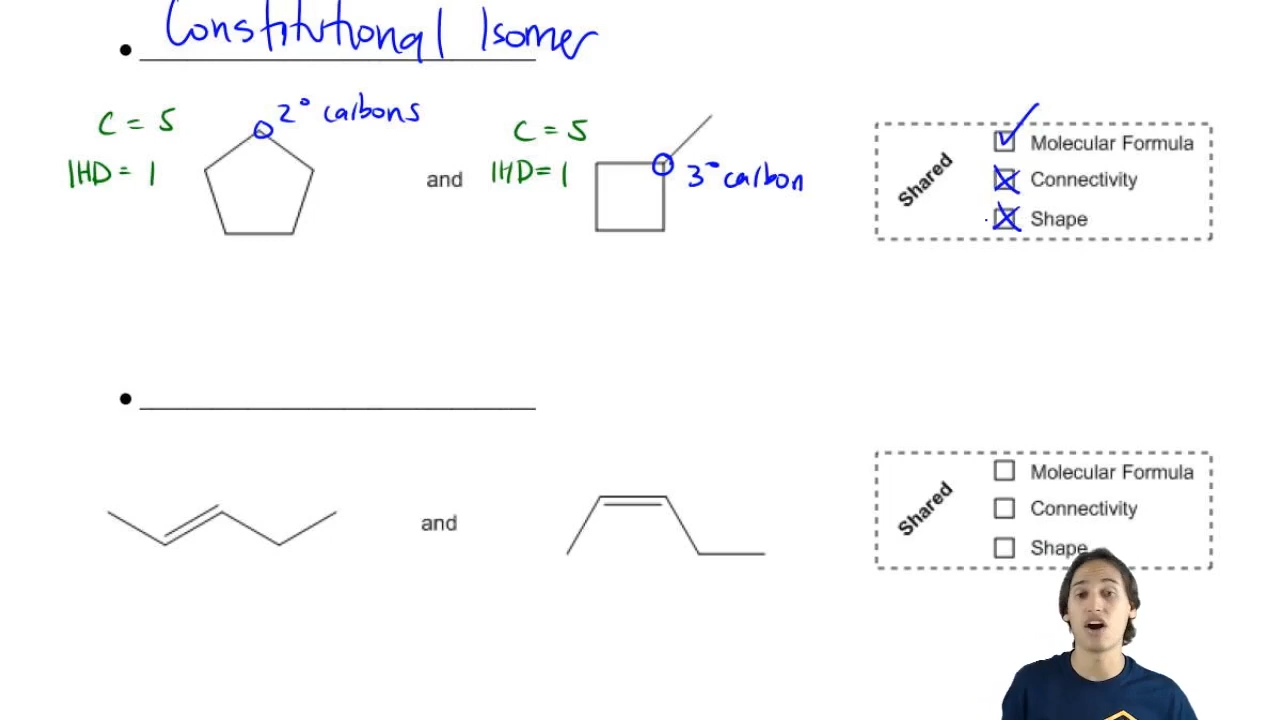 Constitutional Isomer
C = 5
IHD = 1
2° carbons
and
C = 5
IHD = 1
3° carbon
Shared
Molecular Formula
Connectivity
Shape
and
Shared
Molecular Formula
Connectivity
Shape